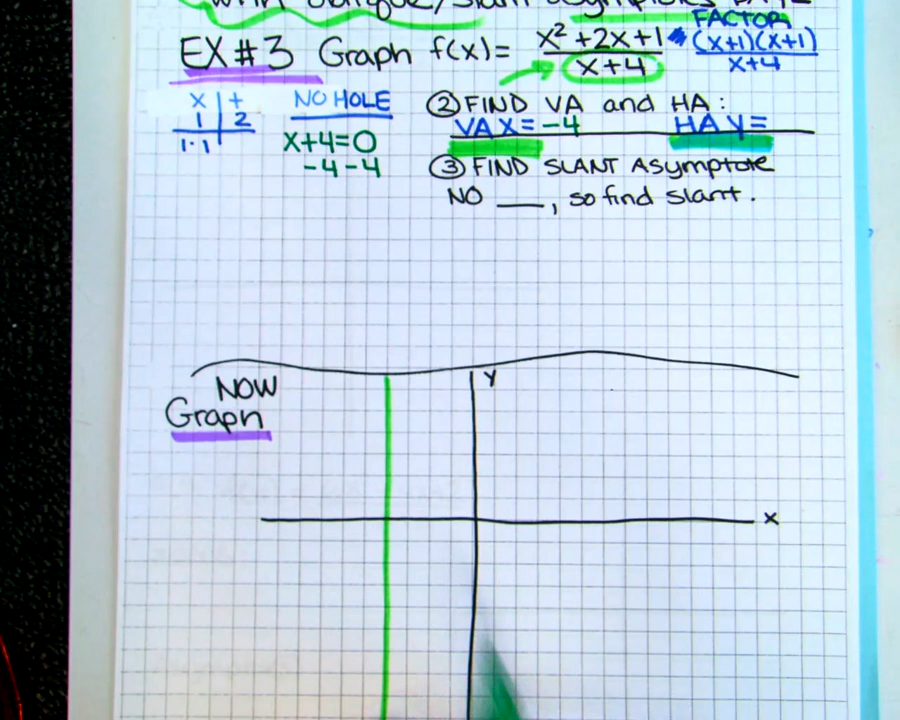 EX#3 Graph f(x)= x²+2x+1 / x+4
FACTOR
(x+1)(x+1) / x+4
x | +
1 | 2
1·1 |
NO HOLE
x+4=0
-4 -4
② FIND VA and HA:
VA x= -4 HA y=
③ FIND SLANT Asymptote
NO ___, so find slant.
NOW
Graph
y
x